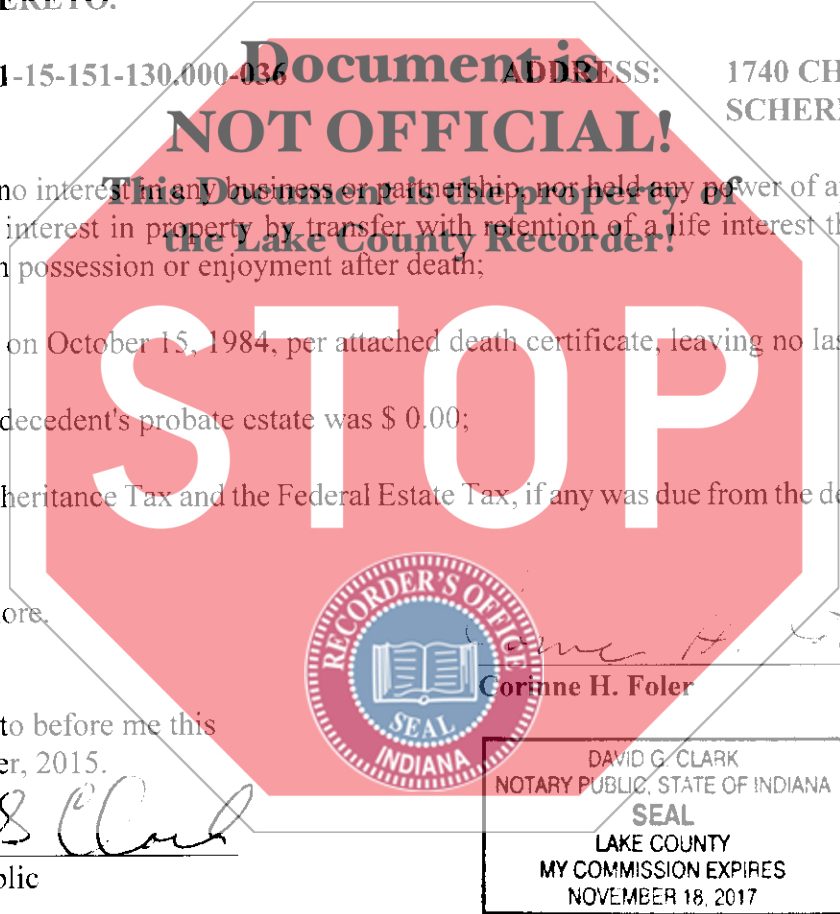 ERETO:
1-15-151-130.000-036
ADDRESS: 1740 CH
SCHER
Document is
NOT OFFICIAL!
This Document is the property of
the Lake County Recorder!
no interest in any business or partnership, nor held any power of a
interest in property by transfer with retention of a life interest th
n possession or enjoyment after death;
on October 15, 1984, per attached death certificate, leaving no las
decedent's probate estate was $ 0.00;
heritance Tax and the Federal Estate Tax, if any was due from the de
STOP
ore.
RECORDER'S OFFICE
SEAL
INDIANA
Corinne H. Foler
to before me this
er, 2015.
blic
DAVID G. CLARK
NOTARY PUBLIC, STATE OF INDIANA
SEAL
LAKE COUNTY
MY COMMISSION EXPIRES
NOVEMBER 18, 2017